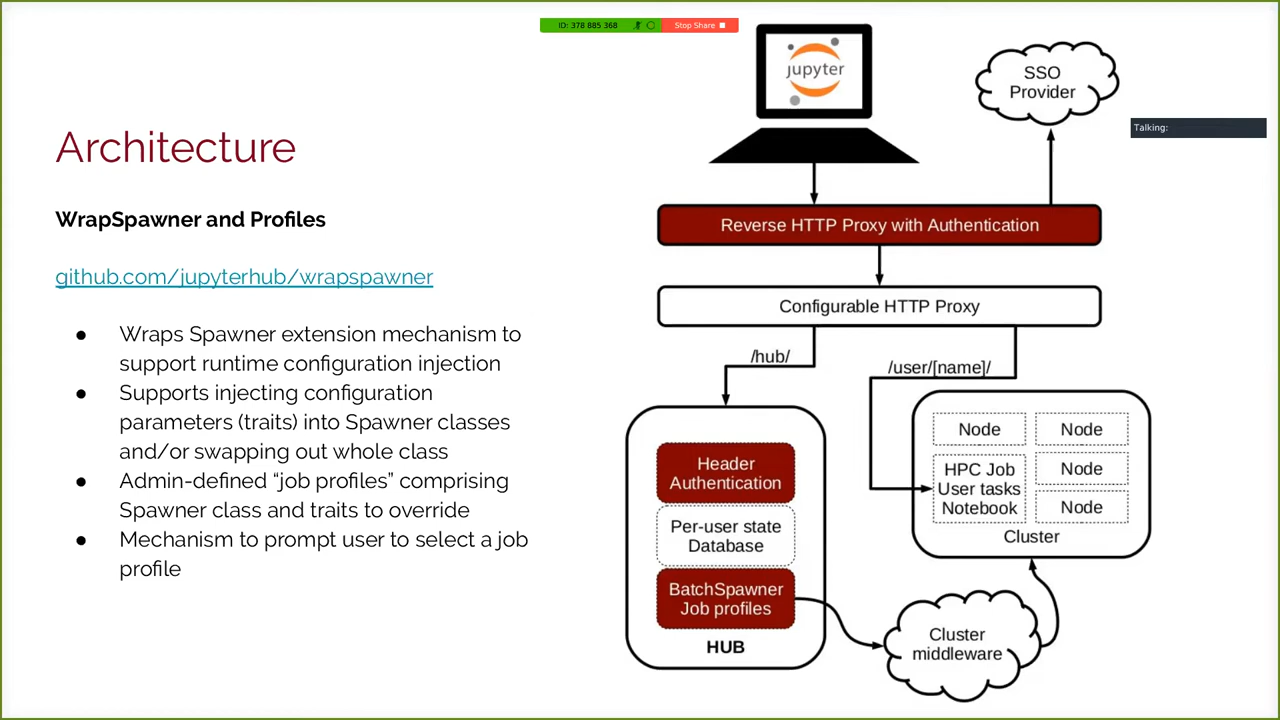 ID: 378 885 368
Stop Share
Talking:
Architecture
WrapSpawner and Profiles
github.com/jupyterhub/wrapspawner
● Wraps Spawner extension mechanism to
support runtime configuration injection
● Supports injecting configuration
parameters (traits) into Spawner classes
and/or swapping out whole class
● Admin-defined “job profiles” comprising
Spawner class and traits to override
● Mechanism to prompt user to select a job
profile
jupyter
SSO
Provider
Reverse HTTP Proxy with Authentication
Configurable HTTP Proxy
/hub/
/user/[name]/
Header
Authentication
Per-user state
Database
BatchSpawner
Job profiles
HUB
Node
Node
HPC Job
User tasks
Notebook
Node
Node
Cluster
Cluster
middleware